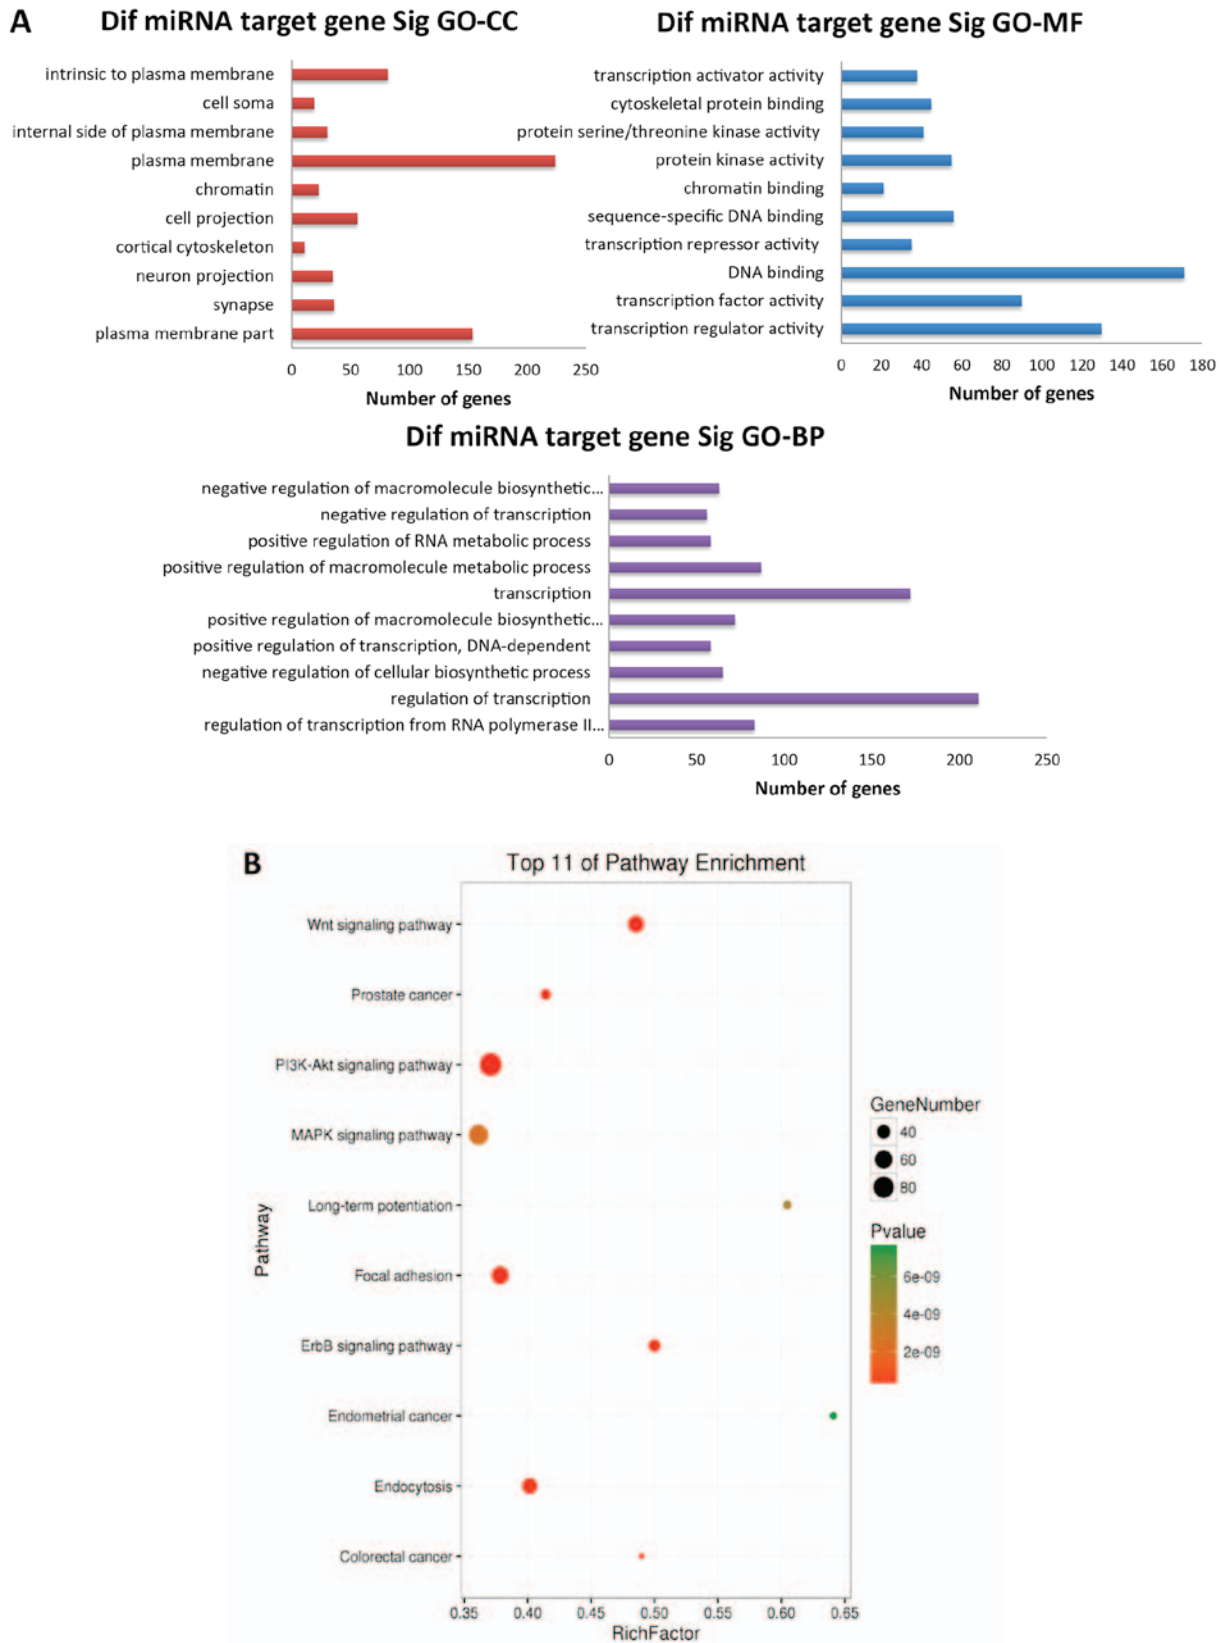 A
Dif miRNA target gene Sig GO-CC
intrinsic to plasma membrane
cell soma
internal side of plasma membrane
plasma membrane
chromatin
cell projection
cortical cytoskeleton
neuron projection
synapse
plasma membrane part
0 50 100 150 200 250
Number of genes
Dif miRNA target gene Sig GO-MF
transcription activator activity
cytoskeletal protein binding
protein serine/threonine kinase activity
protein kinase activity
chromatin binding
sequence-specific DNA binding
transcription repressor activity
DNA binding
transcription factor activity
transcription regulator activity
0 20 40 60 80 100 120 140 160 180
Number of genes
Dif miRNA target gene Sig GO-BP
negative regulation of macromolecule biosynthetic...
negative regulation of transcription
positive regulation of RNA metabolic process
positive regulation of macromolecule metabolic process
transcription
positive regulation of macromolecule biosynthetic...
positive regulation of transcription, DNA-dependent
negative regulation of cellular biosynthetic process
regulation of transcription
regulation of transcription from RNA polymerase II...
0 50 100 150 200 250
Number of genes
B
Top 11 of Pathway Enrichment
Pathway
Wnt signaling pathway
Prostate cancer
PI3K-Akt signaling pathway
MAPK signaling pathway
Long-term potentiation
Focal adhesion
ErbB signaling pathway
Endometrial cancer
Endocytosis
Colorectal cancer
0.35 0.40 0.45 0.50 0.55 0.60 0.65
RichFactor
GeneNumber
40
60
80
Pvalue
6e-09
4e-09
2e-09